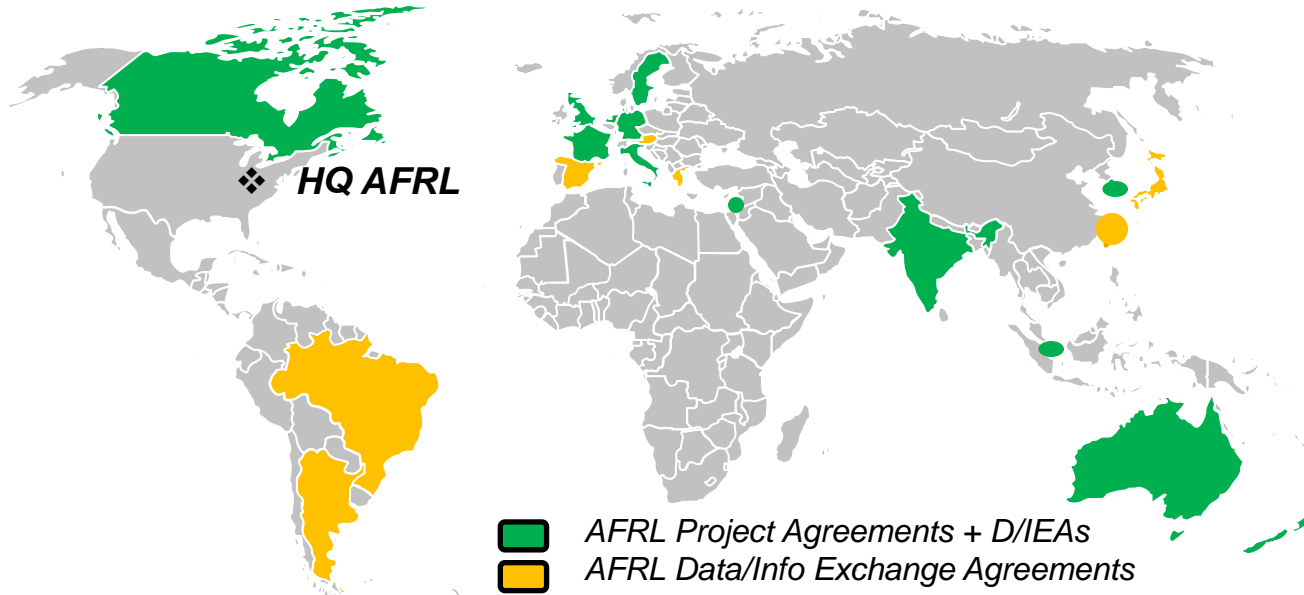 HQ AFRL
AFRL Project Agreements + D/IEAs
AFRL Data/Info Exchange Agreements